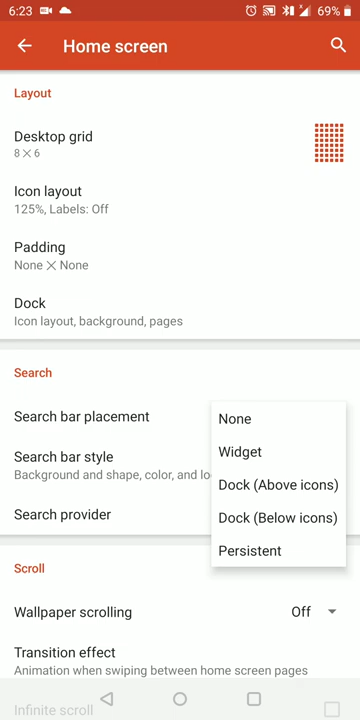 6:23
69%
Home screen
Layout
Desktop grid
8 × 6
Icon layout
125%, Labels: Off
Padding
None × None
Dock
Icon layout, background, pages
Search
Search bar placement
None
Widget
Search bar style
Background and shape, color, and lo
Dock (Above icons)
Search provider
Dock (Below icons)
Persistent
Scroll
Wallpaper scrolling
Off
Transition effect
Animation when swiping between home screen pages
Infinite scroll